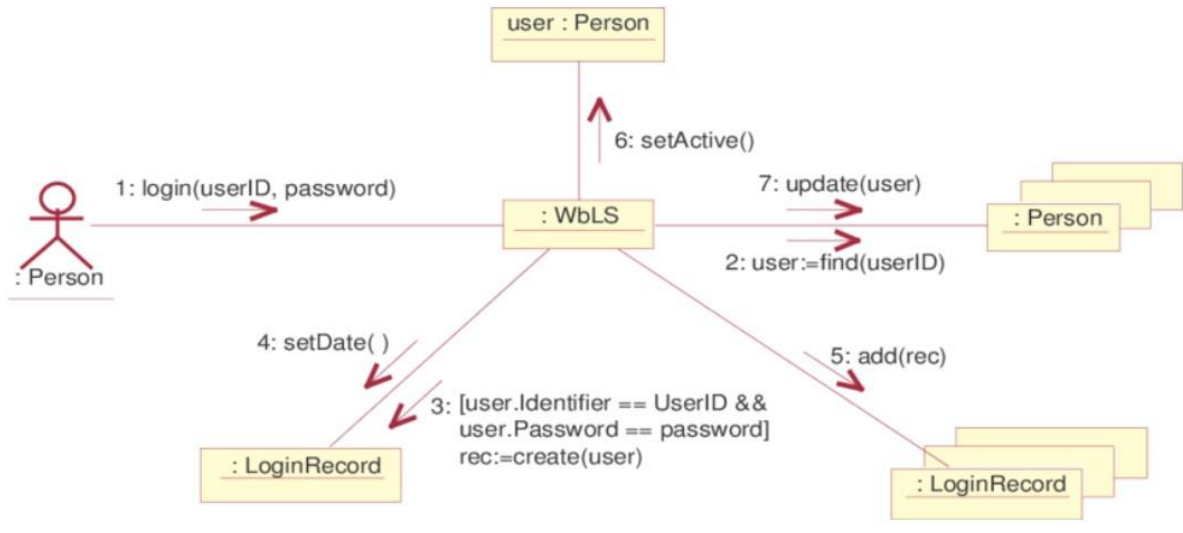 user : Person
6: setActive()
1: login(userID, password)
7: update(user)
: WbLS
: Person
2: user:=find(userID)
: Person
4: setDate( )
5: add(rec)
3: [user.Identifier == UserID &&
user.Password == password]
rec:=create(user)
: LoginRecord
: LoginRecord